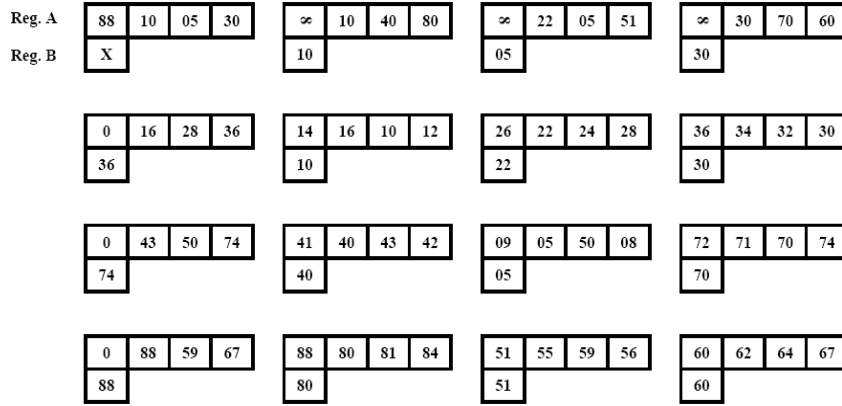 Reg. A 88 10 05 30 ∞ 10 40 80 ∞ 22 05 51 ∞ 30 70 60
Reg. B X 10 05 30
0 16 28 36 14 16 10 12 26 22 24 28 36 34 32 30
36 10 22 30
0 43 50 74 41 40 43 42 09 05 50 08 72 71 70 74
74 40 05 70
0 88 59 67 88 80 81 84 51 55 59 56 60 62 64 67
88 80 51 60